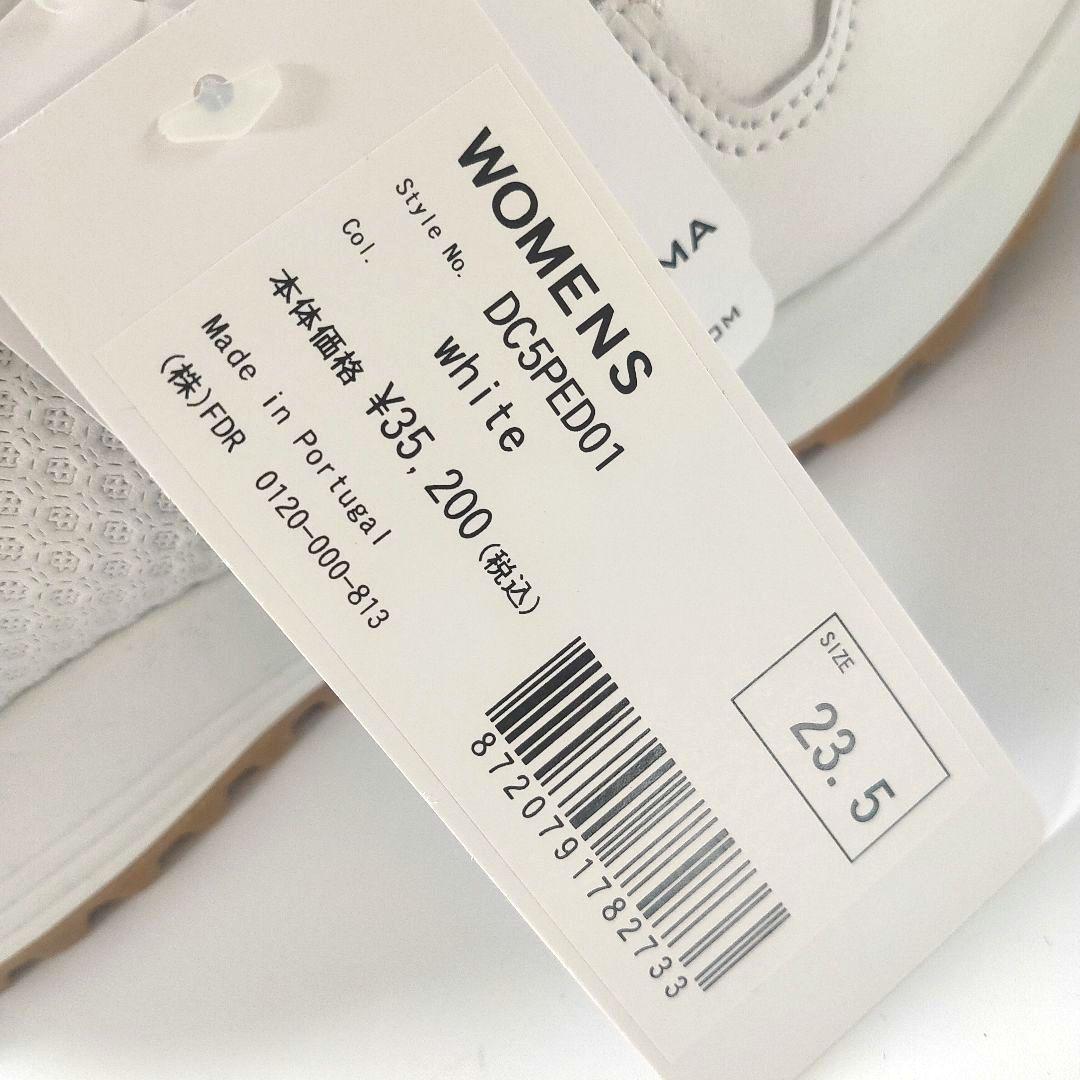 WOMENS
Style No. DC5PED01
Col. white
本体価格 ¥35,200(税込)
Made in Portugal
(株)FDR 0120-000-813
8720791782733
SIZE
23.5
MA
OM